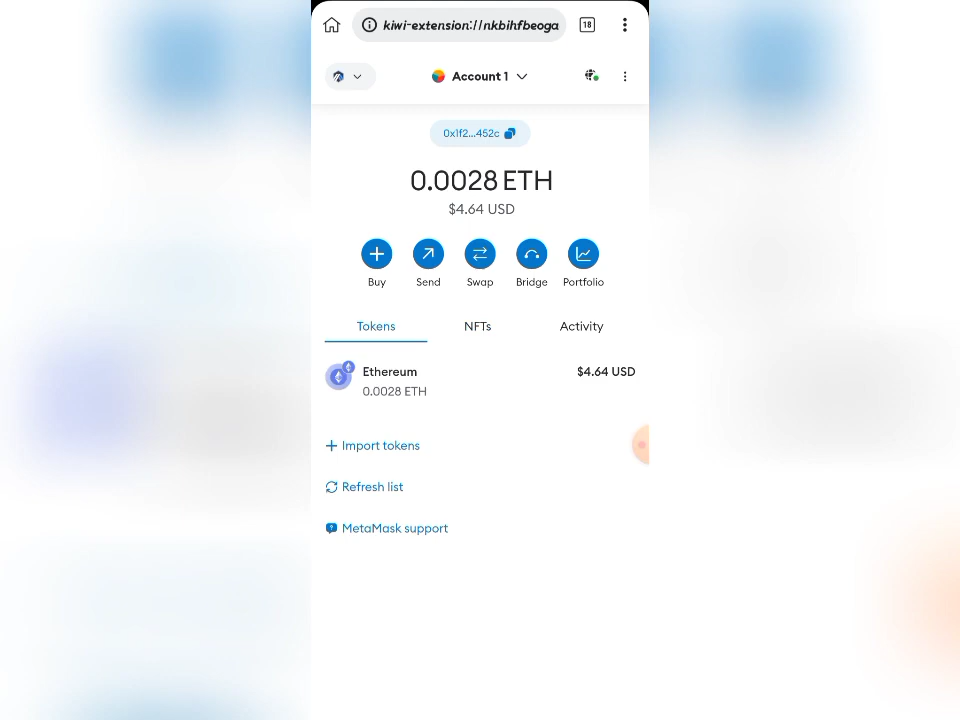 kiwi-extension://nkbihfbeoga
18
Account 1
0x1f2...452c
0.0028 ETH
$4.64 USD
Buy
Send
Swap
Bridge
Portfolio
Tokens
NFTs
Activity
Ethereum
$4.64 USD
0.0028 ETH
Import tokens
Refresh list
MetaMask support